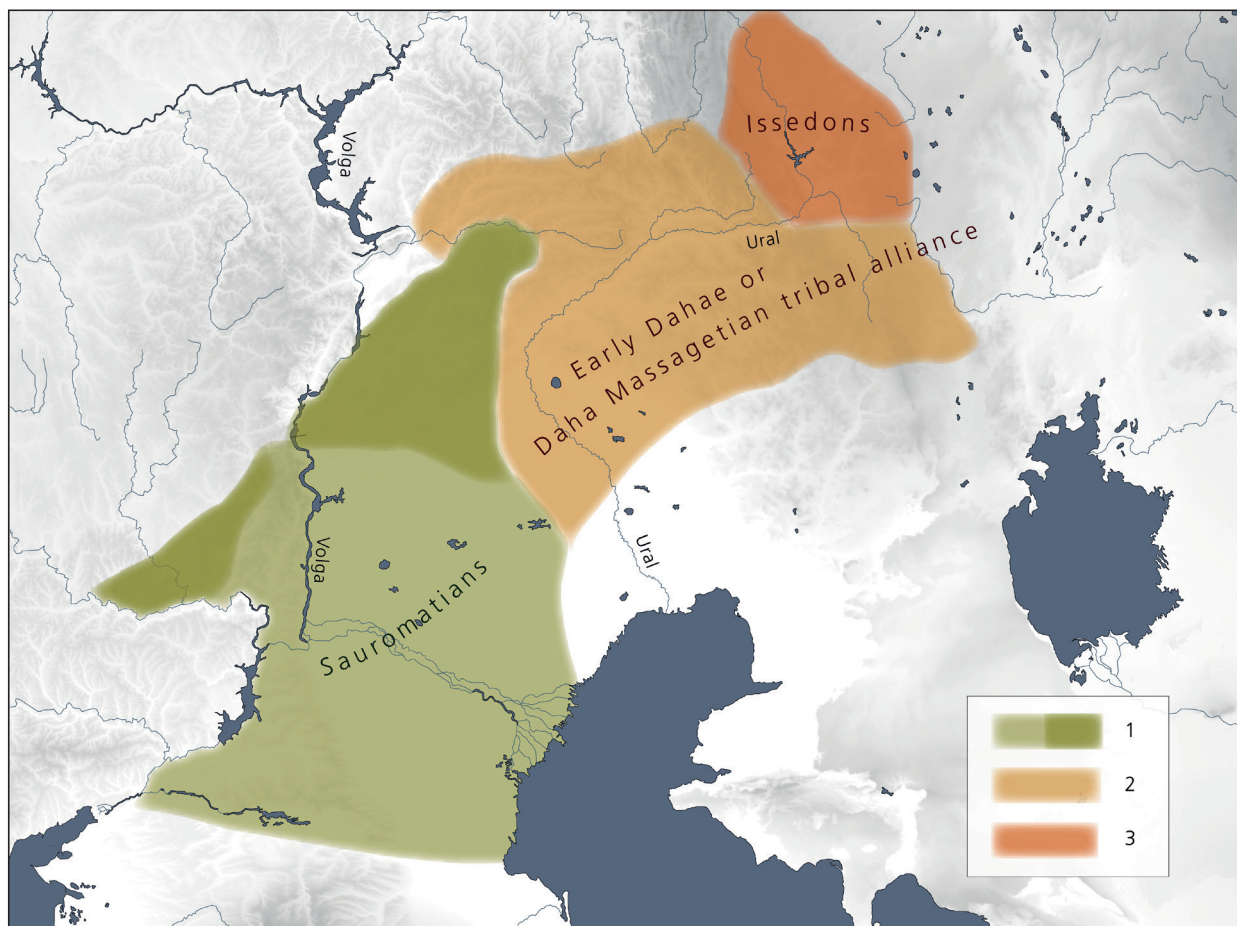 Issedons
Volga
Ural
Early Dahae or
Daha Massagetian tribal alliance
Volga
Ural
Sauromatians
1
2
3